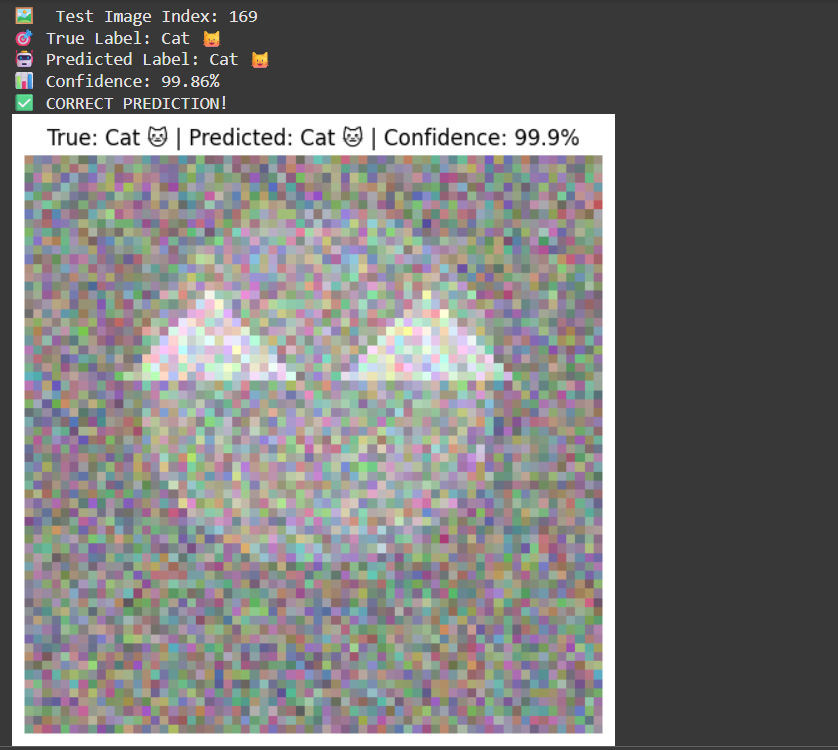 🖼️ Test Image Index: 169
🎯 True Label: Cat 🐱
🤖 Predicted Label: Cat 🐱
📊 Confidence: 99.86%
✅ CORRECT PREDICTION!
True: Cat 🐱 | Predicted: Cat 🐱 | Confidence: 99.9%